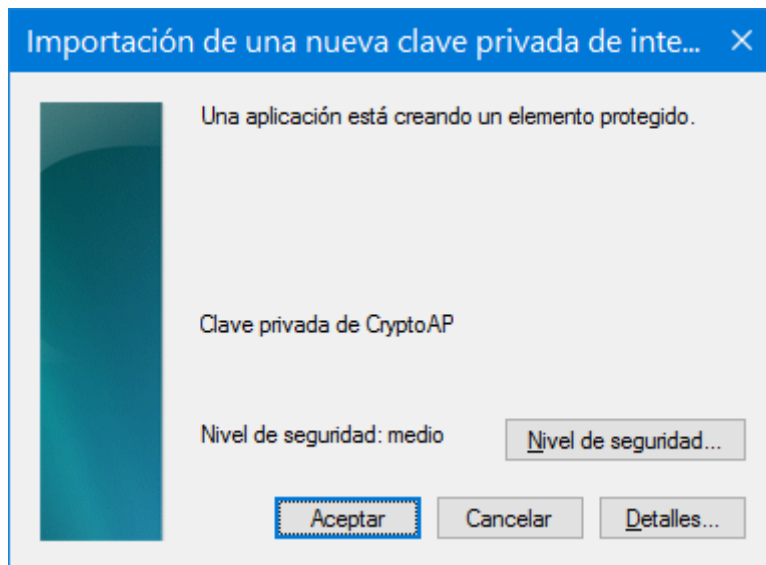 Importación de una nueva clave privada de inte...
Una aplicación está creando un elemento protegido.
Clave privada de CryptoAP
Nivel de seguridad: medio
Nivel de seguridad...
Aceptar
Cancelar
Detalles...